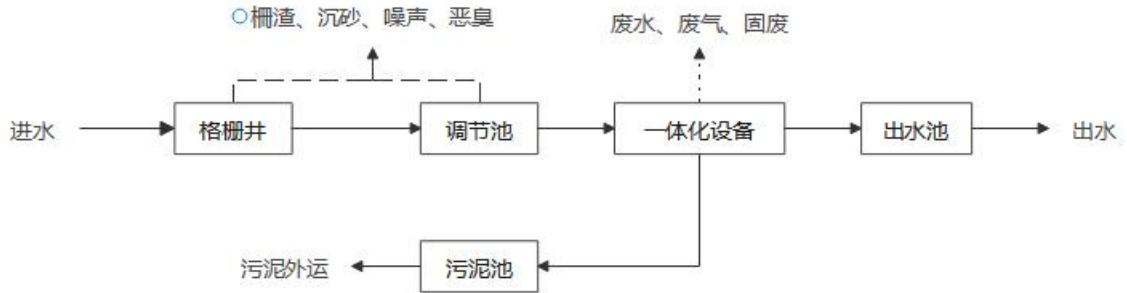 栅渣、沉砂、噪声、恶臭
废水、废气、固废
进水
格栅井
调节池
一体化设备
出水池
出水
污泥外运
污泥池